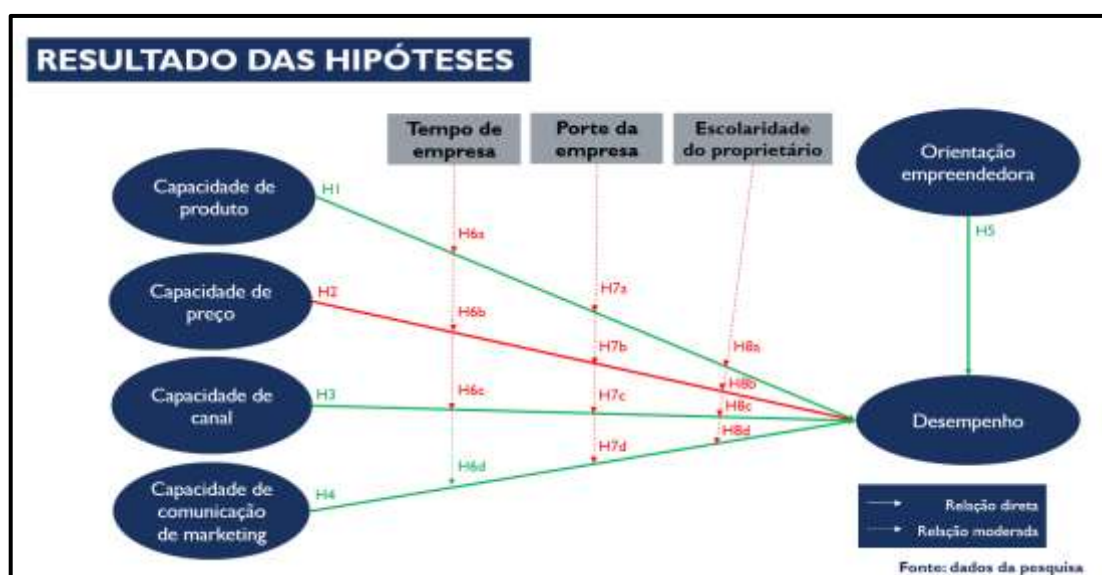 RESULTADO DAS HIPÓTESES
Tempo de
empresa
Porte da
empresa
Escolaridade
do proprietário
Orientação
empreendedora
Capacidade de
produto
H1
H6a
H5
H7a
Capacidade de
preço
H2
H6b
H7b
H8a
H8b
Capacidade de
canal
H3
H6c
H7c
H8c
H8d
Desempenho
H7d
H6d
Capacidade de
comunicação
de marketing
H4
Relação direta
Relação moderada
Fonte: dados da pesquisa